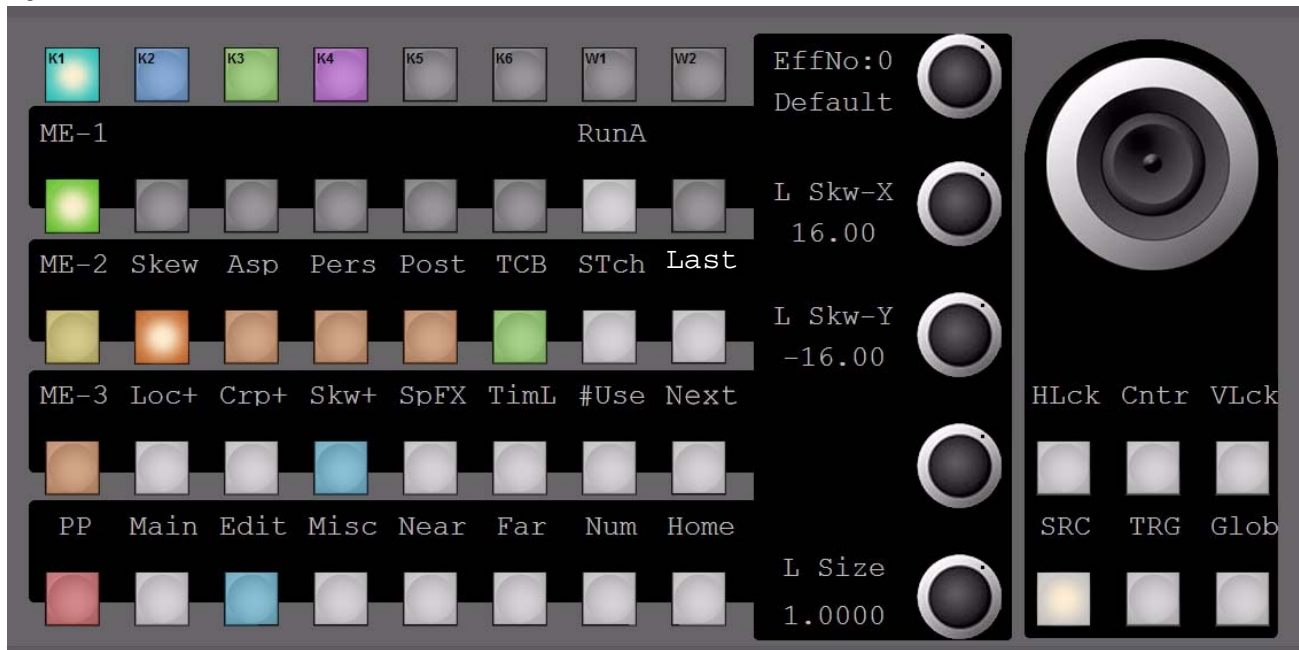 K1 K2 K3 K4 K5 K6 W1 W2
EffNo:0
Default
ME-1 RunA
L Skw-X
16.00
ME-2 Skew Asp Pers Post TCB STch Last
L Skw-Y
-16.00
ME-3 Loc+ Crp+ Skw+ SpFX TimL #Use Next
HLck Cntr VLck
PP Main Edit Misc Near Far Num Home
SRC TRG Glob
L Size
1.0000